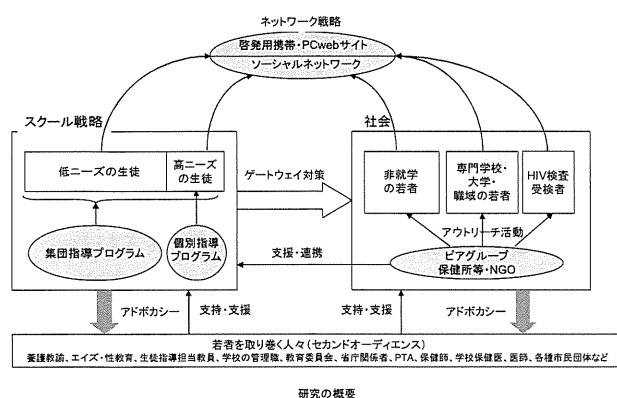 ネットワーク戦略
啓発用携帯・PCwebサイト
ソーシャルネットワーク
スクール戦略
低ニーズの生徒
高ニーズ
の生徒
集団指導プログラム
個別指導
プログラム
ゲートウェイ対策
支援・連携
社会
非就学
の若者
専門学校・
大学・
職域の若者
HIV検査
受検者
アウトリーチ活動
ピアグループ
保健所等・NGO
アドボカシー
支持・支援
支持・支援
アドボカシー
若者を取り巻く人々(セカンドオーディエンス)
養護教諭、エイズ・性教育、生徒指導担当教員、学校の管理職、教育委員会、省庁関係者、PTA、保健師、学校保健医、医師、各種市民団体など
研究の概要